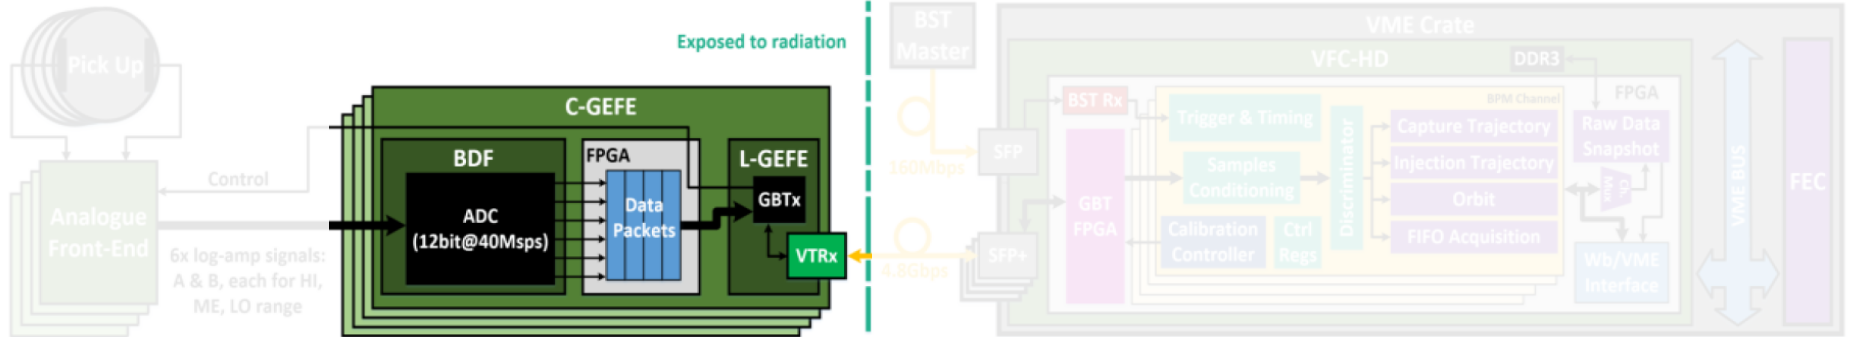 Pick Up
Analogue
Front-End
Control
6x log-amp signals:
A & B, each for HI,
ME, LO range
Exposed to radiation
C-GEFE
BDF
ADC
(12bit@40Msps)
FPGA
Data
Packets
L-GEFE
GBTx
VTRx
BST
Master
160Mbps
4.8Gbps
SFP
SFP+
VME Crate
VFC-HD
DDR3
FPGA
BPM Channel
BST Rx
GBT
FPGA
Trigger & Timing
Samples
Conditioning
Calibration
Controller
Ctrl
Regs
Discriminator
Capture Trajectory
Injection Trajectory
Orbit
FIFO Acquisition
Raw Data
Snapshot
Wb/VME
Interface
VME BUS
FEC